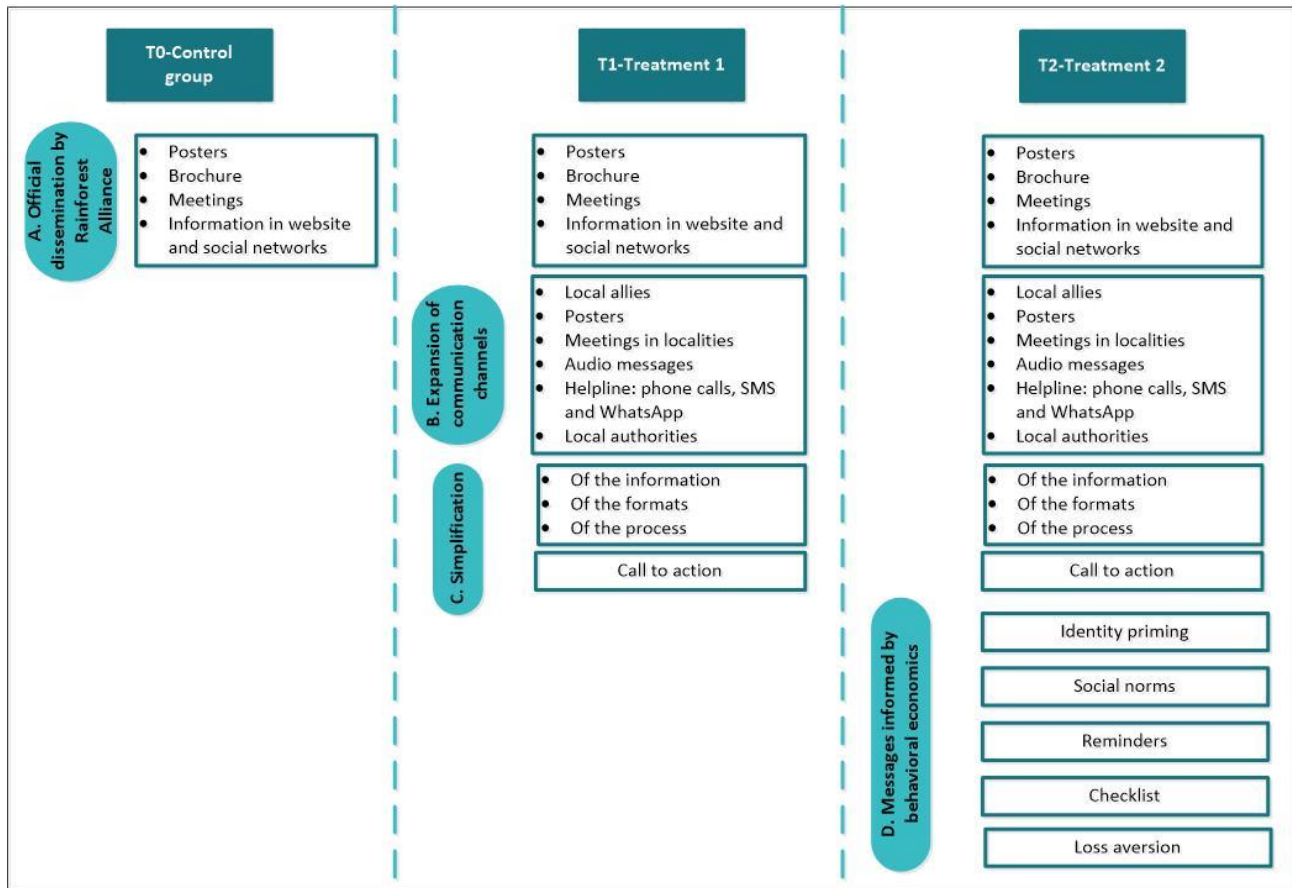 T0-Control
group
A. Official
dissemination by
Rainforest
Alliance
• Posters
• Brochure
• Meetings
• Information in website
and social networks
T1-Treatment 1
• Posters
• Brochure
• Meetings
• Information in website and
social networks
B. Expansion of
communication
channels
• Local allies
• Posters
• Meetings in localities
• Audio messages
• Helpline: phone calls, SMS
and WhatsApp
• Local authorities
C. Simplification
• Of the information
• Of the formats
• Of the process
Call to action
T2-Treatment 2
• Posters
• Brochure
• Meetings
• Information in website and
social networks
• Local allies
• Posters
• Meetings in localities
• Audio messages
• Helpline: phone calls, SMS
and WhatsApp
• Local authorities
• Of the information
• Of the formats
• Of the process
Call to action
D. Messages informed by
behavioral economics
Identity priming
Social norms
Reminders
Checklist
Loss aversion